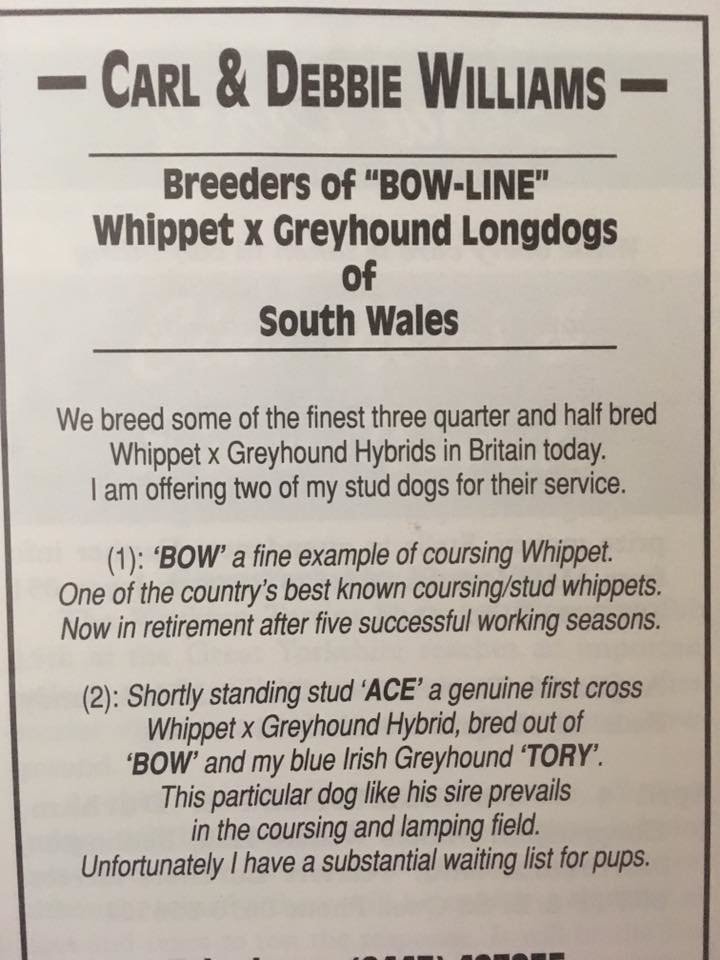 — CARL & DEBBIE WILLIAMS —
Breeders of "BOW-LINE"
Whippet x Greyhound Longdogs
of
South Wales
We breed some of the finest three quarter and half bred
Whippet x Greyhound Hybrids in Britain today.
I am offering two of my stud dogs for their service.
(1): ‘BOW’ a fine example of coursing Whippet.
One of the country's best known coursing/stud whippets.
Now in retirement after five successful working seasons.
(2): Shortly standing stud ‘ACE’ a genuine first cross
Whippet x Greyhound Hybrid, bred out of
‘BOW’ and my blue Irish Greyhound ‘TORY’.
This particular dog like his sire prevails
in the coursing and lamping field.
Unfortunately I have a substantial waiting list for pups.